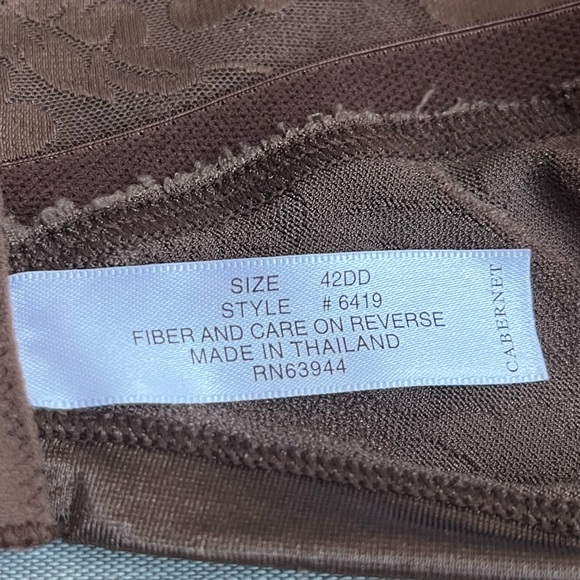 SIZE 42DD
STYLE # 6419
FIBER AND CARE ON REVERSE
MADE IN THAILAND
RN63944
CABERNET